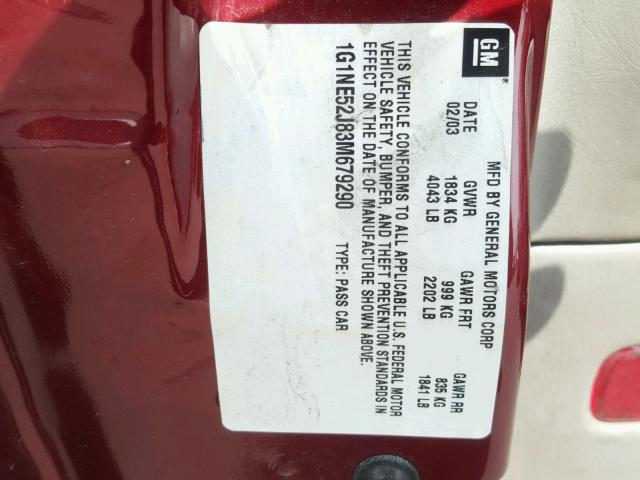 GM
MFD BY GENERAL MOTORS CORP
DATE GVWR GAWR FRT GAWR RR
02/03 1834 KG 999 KG 835 KG
4043 LB 2202 LB 1841 LB
THIS VEHICLE CONFORMS TO ALL APPLICABLE U.S. FEDERAL MOTOR
VEHICLE SAFETY, BUMPER, AND THEFT PREVENTION STANDARDS IN
EFFECT ON THE DATE OF MANUFACTURE SHOWN ABOVE.
1G1NE52J83M679290 TYPE: PASS CAR